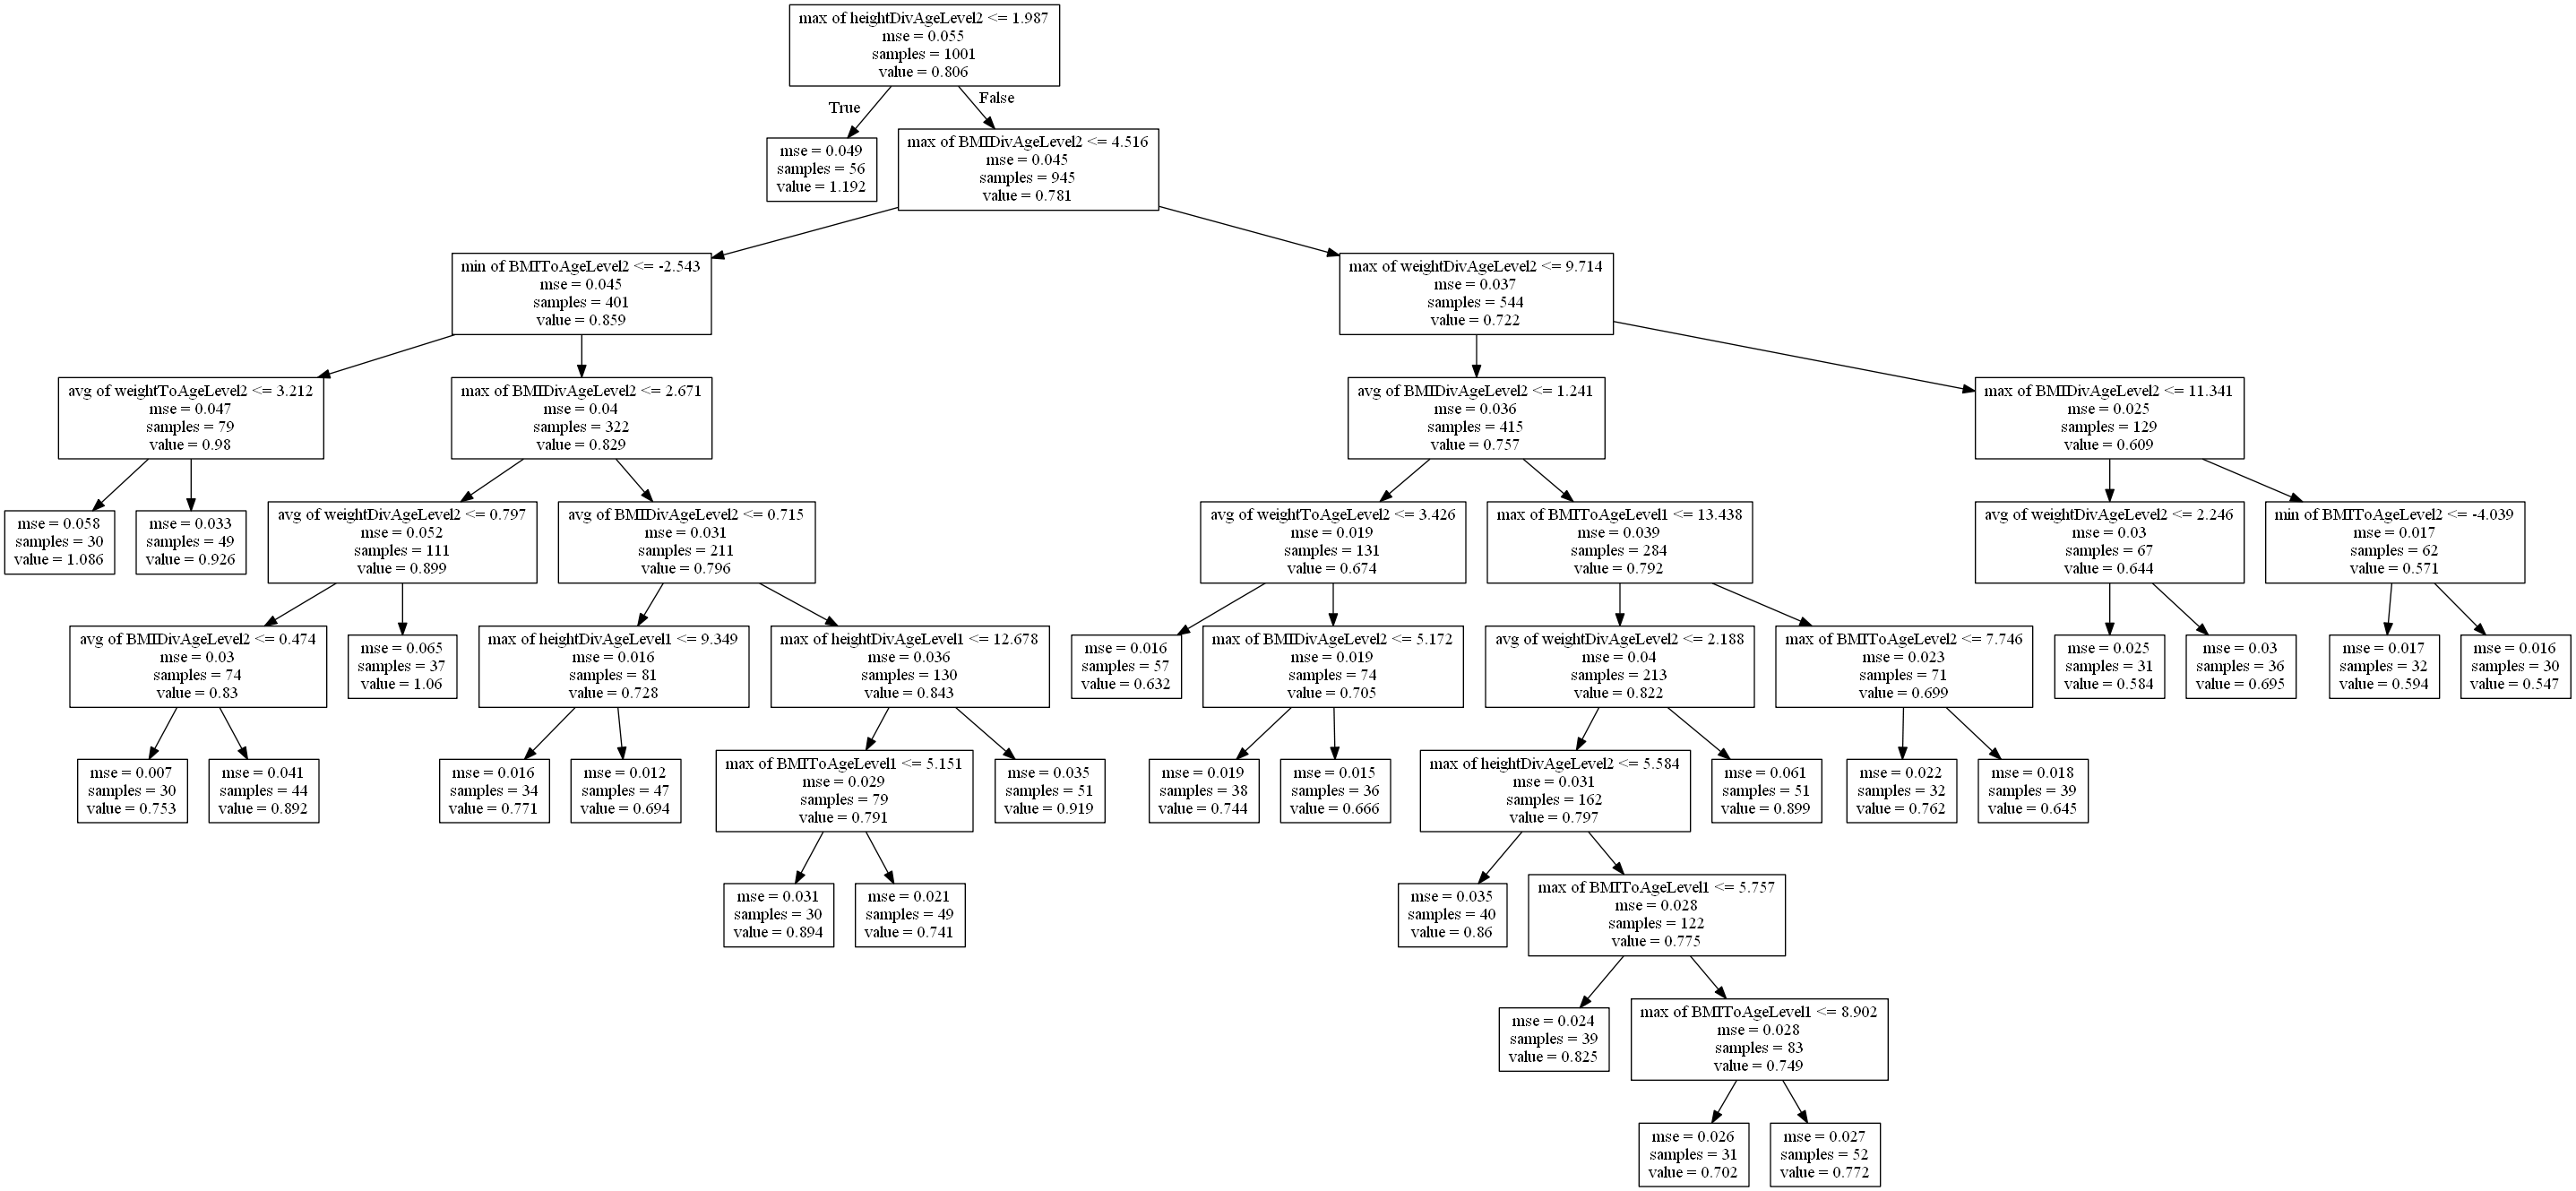 max of heightDivAgeLevel2 <= 1.987
mse = 0.055
samples = 1001
value = 0.806
True
False
mse = 0.049
samples = 56
value = 1.192
max of BMIDivAgeLevel2 <= 4.516
mse = 0.045
samples = 945
value = 0.781
min of BMIToAgeLevel2 <= -2.543
mse = 0.045
samples = 401
value = 0.859
max of weightDivAgeLevel2 <= 9.714
mse = 0.037
samples = 544
value = 0.722
avg of weightToAgeLevel2 <= 3.212
mse = 0.047
samples = 79
value = 0.98
max of BMIDivAgeLevel2 <= 2.671
mse = 0.04
samples = 322
value = 0.829
avg of BMIDivAgeLevel2 <= 1.241
mse = 0.036
samples = 415
value = 0.757
max of BMIDivAgeLevel2 <= 11.341
mse = 0.025
samples = 129
value = 0.609
mse = 0.058
samples = 30
value = 1.086
mse = 0.033
samples = 49
value = 0.926
avg of weightDivAgeLevel2 <= 0.797
mse = 0.052
samples = 111
value = 0.899
avg of BMIDivAgeLevel2 <= 0.715
mse = 0.031
samples = 211
value = 0.796
avg of weightToAgeLevel2 <= 3.426
mse = 0.019
samples = 131
value = 0.674
max of BMIToAgeLevel1 <= 13.438
mse = 0.039
samples = 284
value = 0.792
avg of weightDivAgeLevel2 <= 2.246
mse = 0.03
samples = 67
value = 0.644
min of BMIToAgeLevel2 <= -4.039
mse = 0.017
samples = 62
value = 0.571
avg of BMIDivAgeLevel2 <= 0.474
mse = 0.03
samples = 74
value = 0.83
mse = 0.065
samples = 37
value = 1.06
max of heightDivAgeLevel1 <= 9.349
mse = 0.016
samples = 81
value = 0.728
max of heightDivAgeLevel1 <= 12.678
mse = 0.036
samples = 130
value = 0.843
mse = 0.016
samples = 57
value = 0.632
max of BMIDivAgeLevel2 <= 5.172
mse = 0.019
samples = 74
value = 0.705
avg of weightDivAgeLevel2 <= 2.188
mse = 0.04
samples = 213
value = 0.822
max of BMIToAgeLevel2 <= 7.746
mse = 0.023
samples = 71
value = 0.699
mse = 0.025
samples = 31
value = 0.584
mse = 0.03
samples = 36
value = 0.695
mse = 0.017
samples = 32
value = 0.594
mse = 0.016
samples = 30
value = 0.547
mse = 0.007
samples = 30
value = 0.753
mse = 0.041
samples = 44
value = 0.892
mse = 0.016
samples = 34
value = 0.771
mse = 0.012
samples = 47
value = 0.694
max of BMIToAgeLevel1 <= 5.151
mse = 0.029
samples = 79
value = 0.791
mse = 0.035
samples = 51
value = 0.919
mse = 0.019
samples = 38
value = 0.744
mse = 0.015
samples = 36
value = 0.666
max of heightDivAgeLevel2 <= 5.584
mse = 0.031
samples = 162
value = 0.797
mse = 0.061
samples = 51
value = 0.899
mse = 0.022
samples = 32
value = 0.762
mse = 0.018
samples = 39
value = 0.645
mse = 0.031
samples = 30
value = 0.894
mse = 0.021
samples = 49
value = 0.741
mse = 0.035
samples = 40
value = 0.86
max of BMIToAgeLevel1 <= 5.757
mse = 0.028
samples = 122
value = 0.775
mse = 0.024
samples = 39
value = 0.825
max of BMIToAgeLevel1 <= 8.902
mse = 0.028
samples = 83
value = 0.749
mse = 0.026
samples = 31
value = 0.702
mse = 0.027
samples = 52
value = 0.772